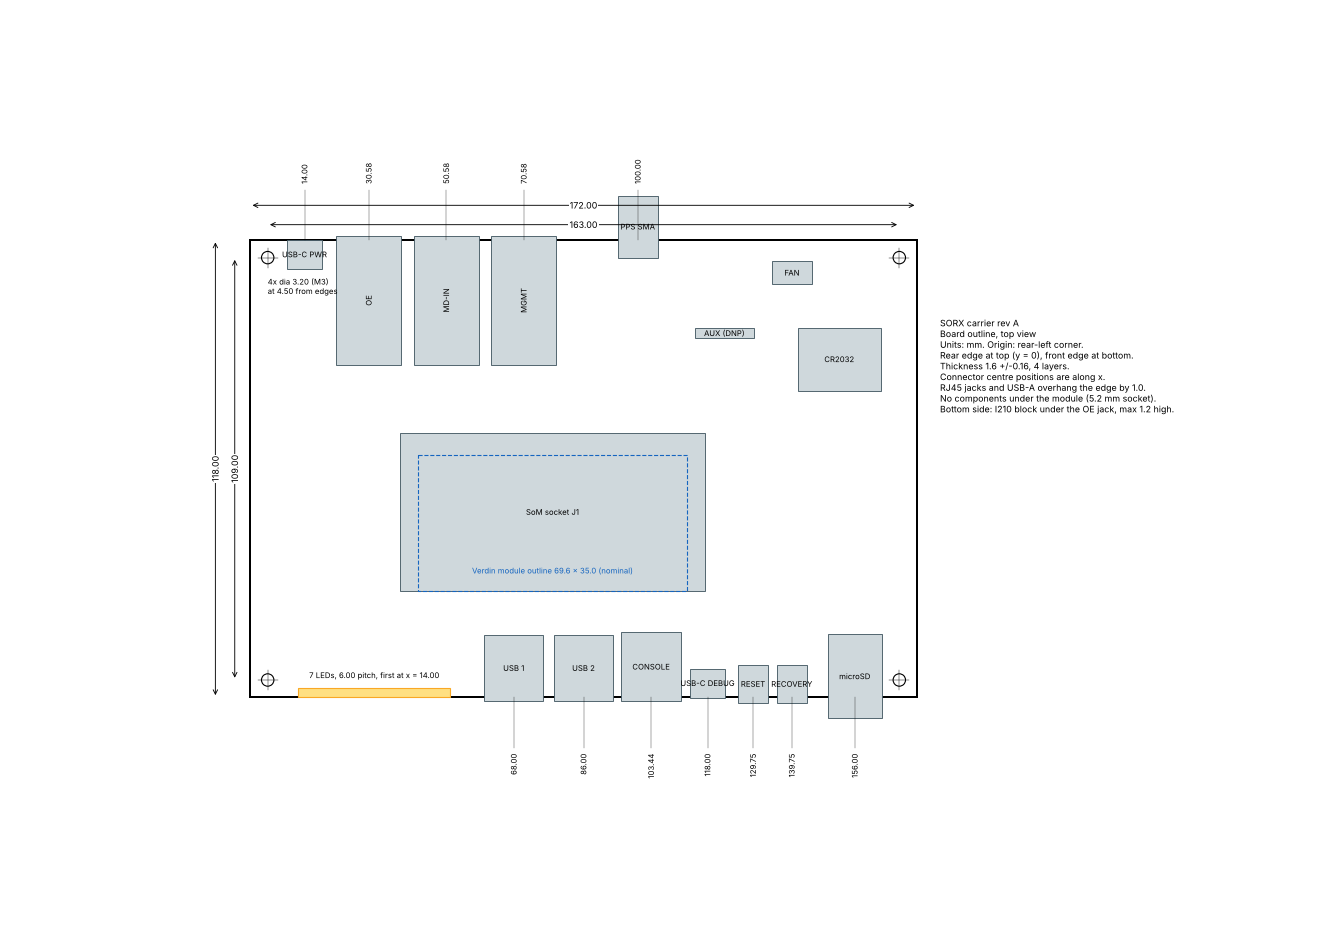 14.00
30.58
50.58
70.58
100.00
172.00
163.00
PPS SMA
USB-C PWR
4x dia 3.20 (M3)
at 4.50 from edges
OE
MD-IN
MGMT
FAN
AUX (DNP)
CR2032
SORX carrier rev A
Board outline, top view
Units: mm. Origin: rear-left corner.
Rear edge at top (y = 0), front edge at bottom.
Thickness 1.6 +/-0.16, 4 layers.
Connector centre positions are along x.
RJ45 jacks and USB-A overhang the edge by 1.0.
No components under the module (5.2 mm socket).
Bottom side: I210 block under the OE jack, max 1.2 high.
118.00
109.00
SoM socket J1
Verdin module outline 69.6 × 35.0 (nominal)
7 LEDs, 6.00 pitch, first at x = 14.00
USB 1
USB 2
CONSOLE
USB-C DEBUG
RESET
RECOVERY
microSD
68.00
86.00
103.44
118.00
129.75
139.75
156.00